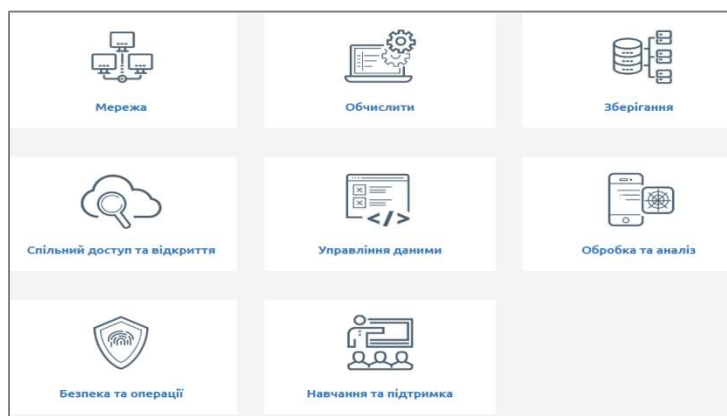 Мережа
Обчислити
Зберігання
Спільний доступ та відкриття
Управління даними
Обробка та аналіз
Безпека та операції
Навчання та підтримка